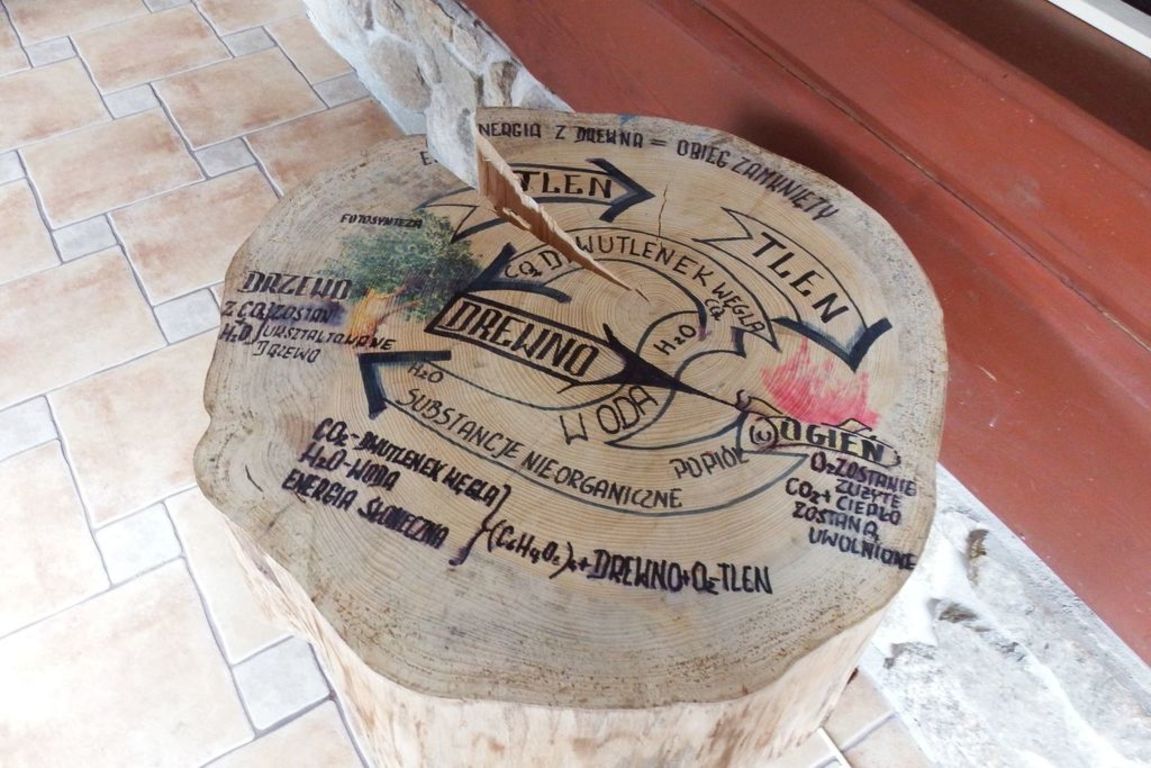 ENERGIA Z DREWNA = OBIEG ZAMKNIĘTY
TLEN
TLEN
FOTOSYNTEZA
CO2 DWUTLENEK WĘGLA
CO2
DRZEWO
Z CO2 ZOSTAN
H2O UKSZTAŁTOWANE
DRZEWO
DREWNO
H2O
H2O
WODA
SUBSTANCJE NIEORGANICZNE
POPIÓŁ
OGIEŃ
O2 ZOSTANIE
ZUŻYTE
CO2 + CIEPŁO
ZOSTANĄ
UWOLNIONE
CO2-DWUTLENEK WĘGLA
H2O-WODA
ENERGIA SŁONECZNA
+ DREWNO + O2-TLEN